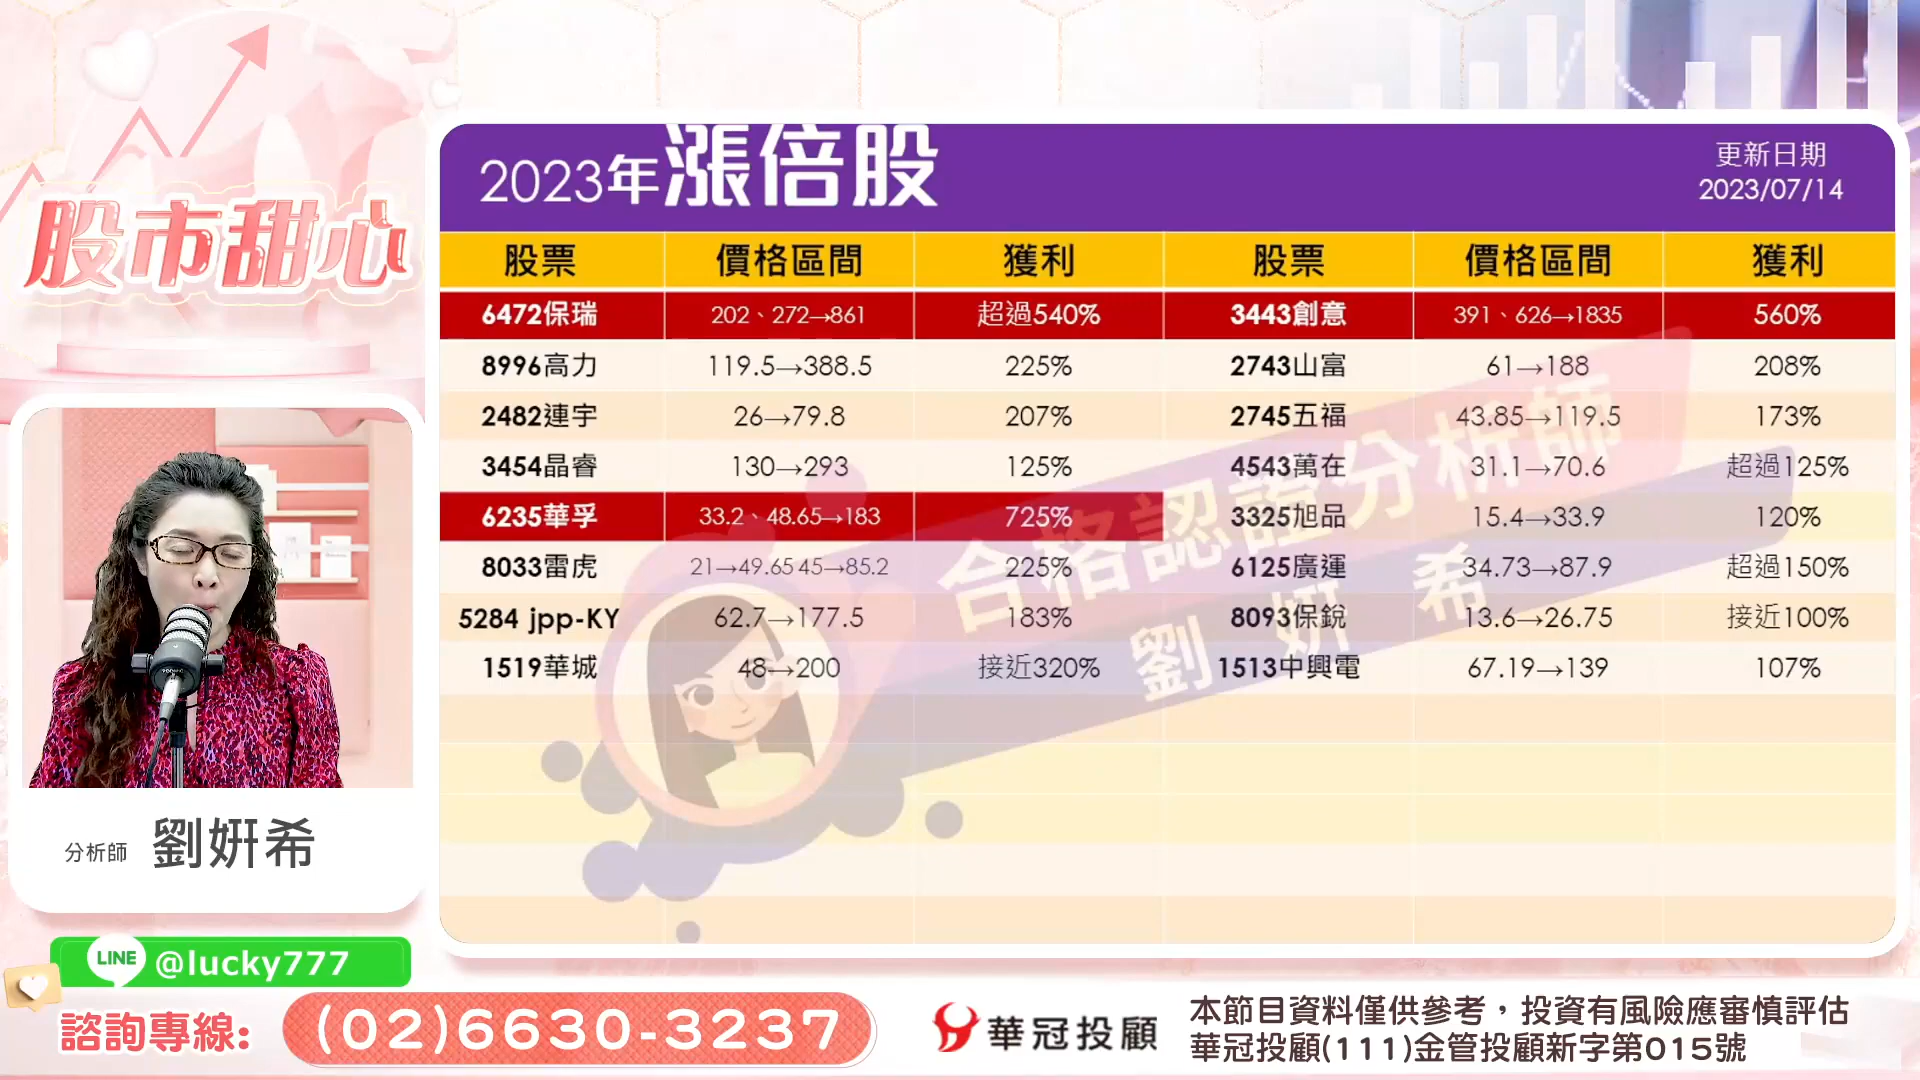 股市甜心
2023年漲倍股
更新日期
2023/07/14
股票 價格區間 獲利 股票 價格區間 獲利
6472保瑞 202、272→861 超過540% 3443創意 391、626→1835 560%
8996高力 119.5→388.5 225% 2743山富 61→188 208%
2482連宇 26→79.8 207% 2745五福 43.85→119.5 173%
3454晶睿 130→293 125% 4543萬在 31.1→70.6 超過125%
6235華孚 33.2、48.65→183 725% 3325旭品 15.4→33.9 120%
8033雷虎 21→49.65 45→85.2 225% 6125廣運 34.73→87.9 超過150%
5284 jpp-KY 62.7→177.5 183% 8093保銳 13.6→26.75 接近100%
1519華城 48→200 接近320% 1513中興電 67.19→139 107%
合格認證分析師
劉妍希
分析師 劉妍希
LINE @lucky777
諮詢專線: (02)6630-3237
華冠投顧
本節目資料僅供參考，投資有風險應審慎評估
華冠投顧(111)金管投顧新字第015號